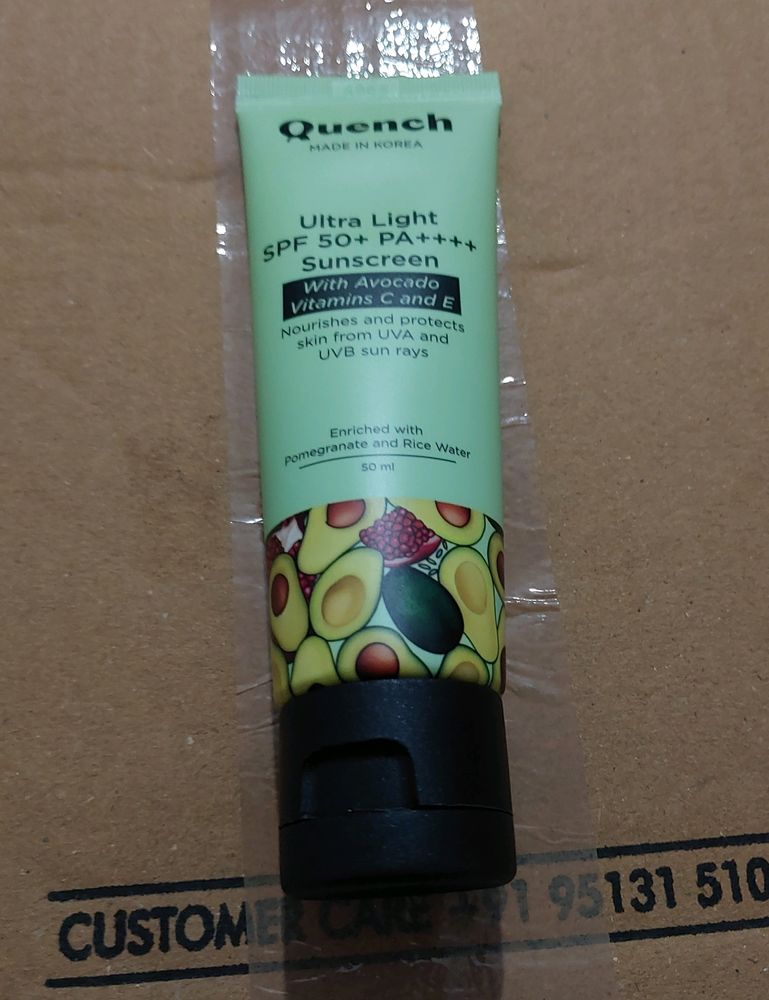 Quench
MADE IN KOREA
Ultra Light
SPF 50+ PA++++
Sunscreen
With Avocado
Vitamins C and E
Nourishes and protects
skin from UVA and
UVB sun rays
Enriched with
Pomegranate and Rice Water
50 ml
CUSTOMER CARE +91 95131 510